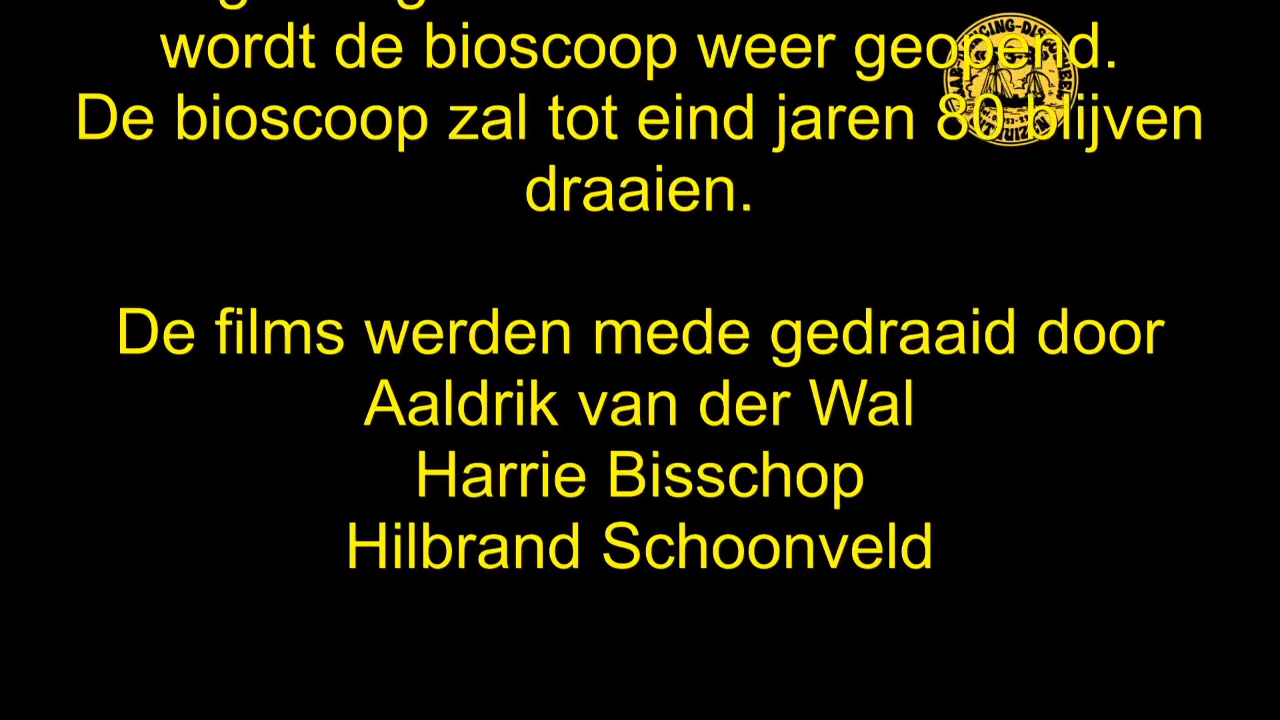 wordt de bioscoop weer geopend.
De bioscoop zal tot eind jaren 80 blijven
draaien.
De films werden mede gedraaid door
Aaldrik van der Wal
Harrie Bisschop
Hilbrand Schoonveld